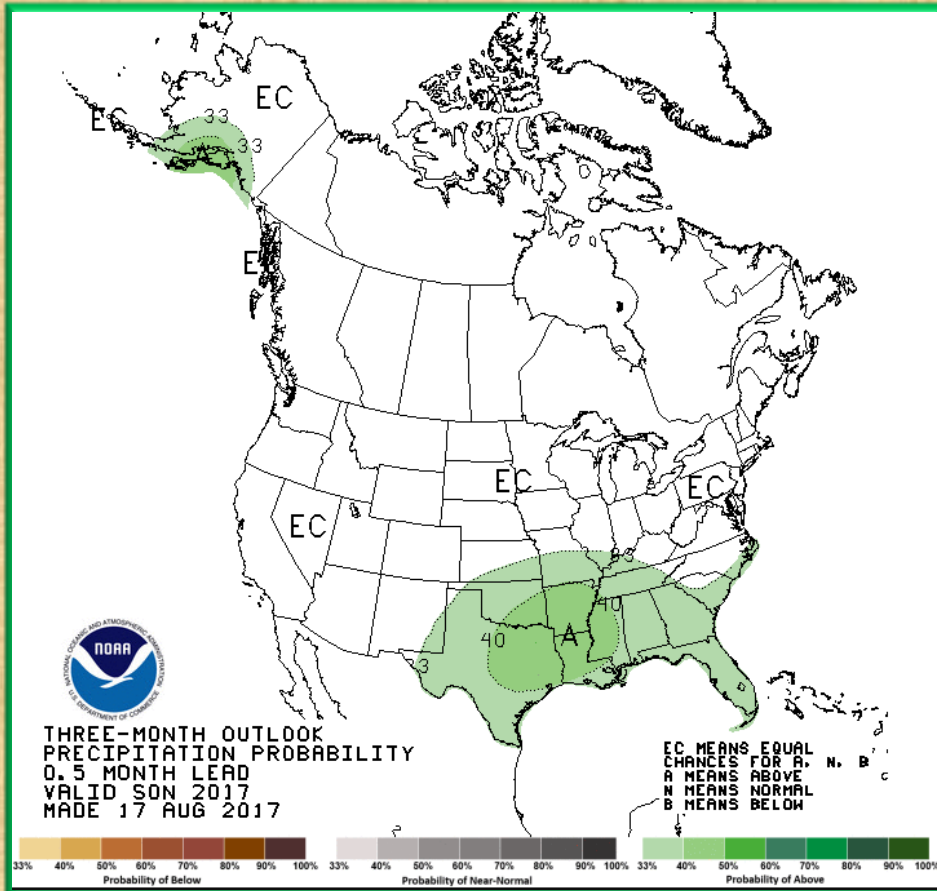 EC
EC
33
33
A
E
EC
EC
EC
33
40
40
A
3
NOAA
NATIONAL OCEANIC AND ATMOSPHERIC ADMINISTRATION
U.S. DEPARTMENT OF COMMERCE
THREE-MONTH OUTLOOK
PRECIPITATION PROBABILITY
0.5 MONTH LEAD
VALID SON 2017
MADE 17 AUG 2017
EC MEANS EQUAL
CHANCES FOR A, N, B
A MEANS ABOVE
N MEANS NORMAL
B MEANS BELOW
33% 40% 50% 60% 70% 80% 90% 100%
Probability of Below
33% 40% 50% 60% 70% 80% 90% 100%
Probability of Near-Normal
33% 40% 50% 60% 70% 80% 90% 100%
Probability of Above